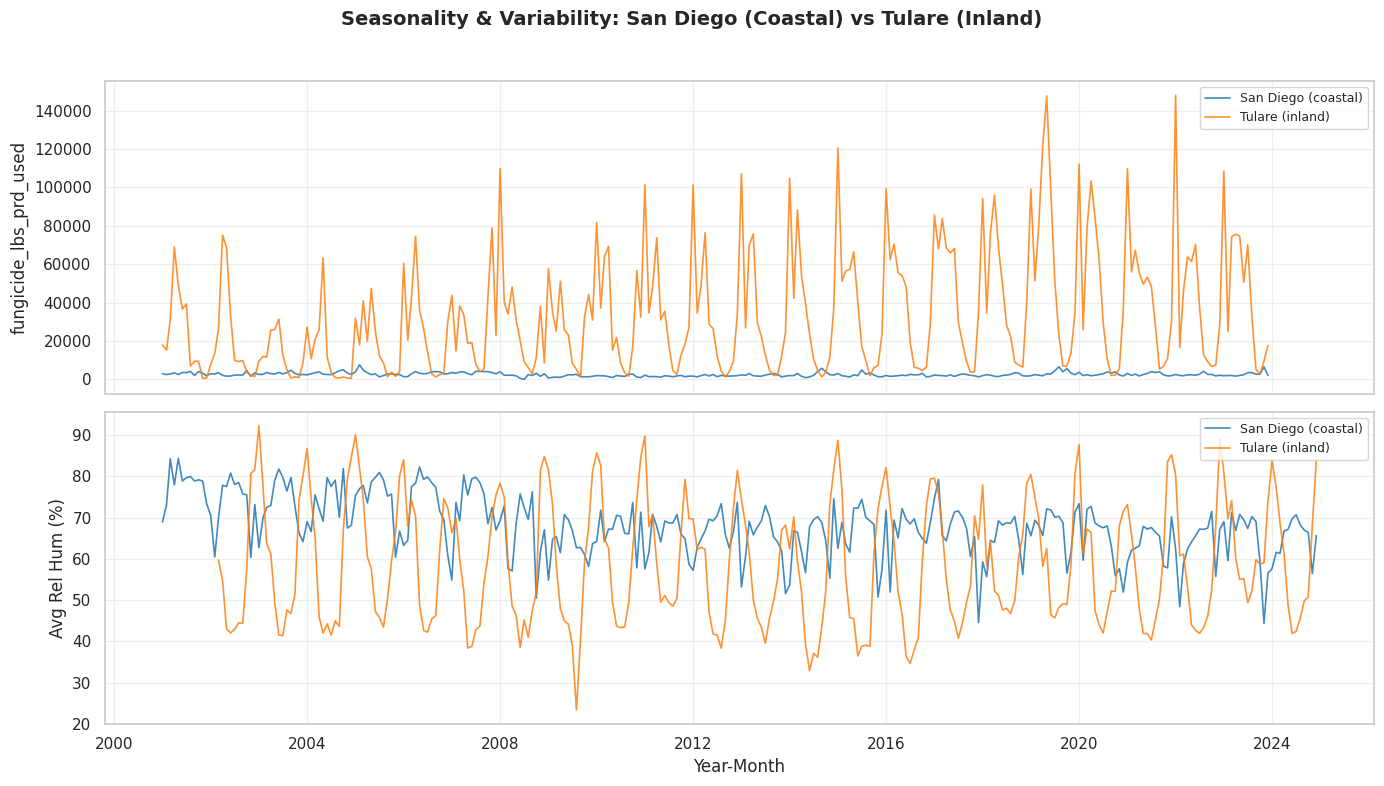 Seasonality & Variability: San Diego (Coastal) vs Tulare (Inland)
fungicide_lbs_prd_used
140000
120000
100000
80000
60000
40000
20000
0
San Diego (coastal)
Tulare (inland)
Avg Rel Hum (%)
90
80
70
60
50
40
30
20
San Diego (coastal)
Tulare (inland)
2000
2004
2008
2012
2016
2020
2024
Year-Month